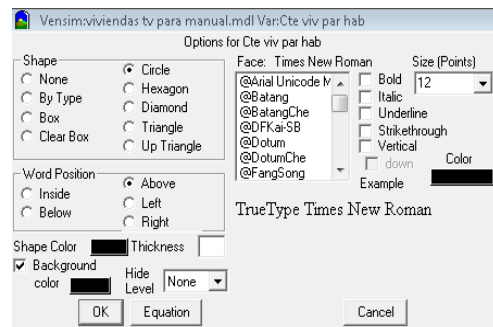 Vensim:viviendas tv para manual.mdl Var:Cte viv par hab
Options for Cte viv par hab
Shape
None
By Type
Box
Clear Box
Circle
Hexagon
Diamond
Triangle
Up Triangle
Word Position
Inside
Below
Above
Left
Right
Shape Color
Thickness
Background
color
Hide
Level
None
OK
Equation
Cancel
Face: Times New Roman
@Arial Unicode M
@Batang
@BatangChe
@DFKai-SB
@Dotum
@DotumChe
@FangSong
Bold
Italic
Underline
Strikethrough
Vertical
down
Size (Points)
12
Color
Example
TrueType Times New Roman